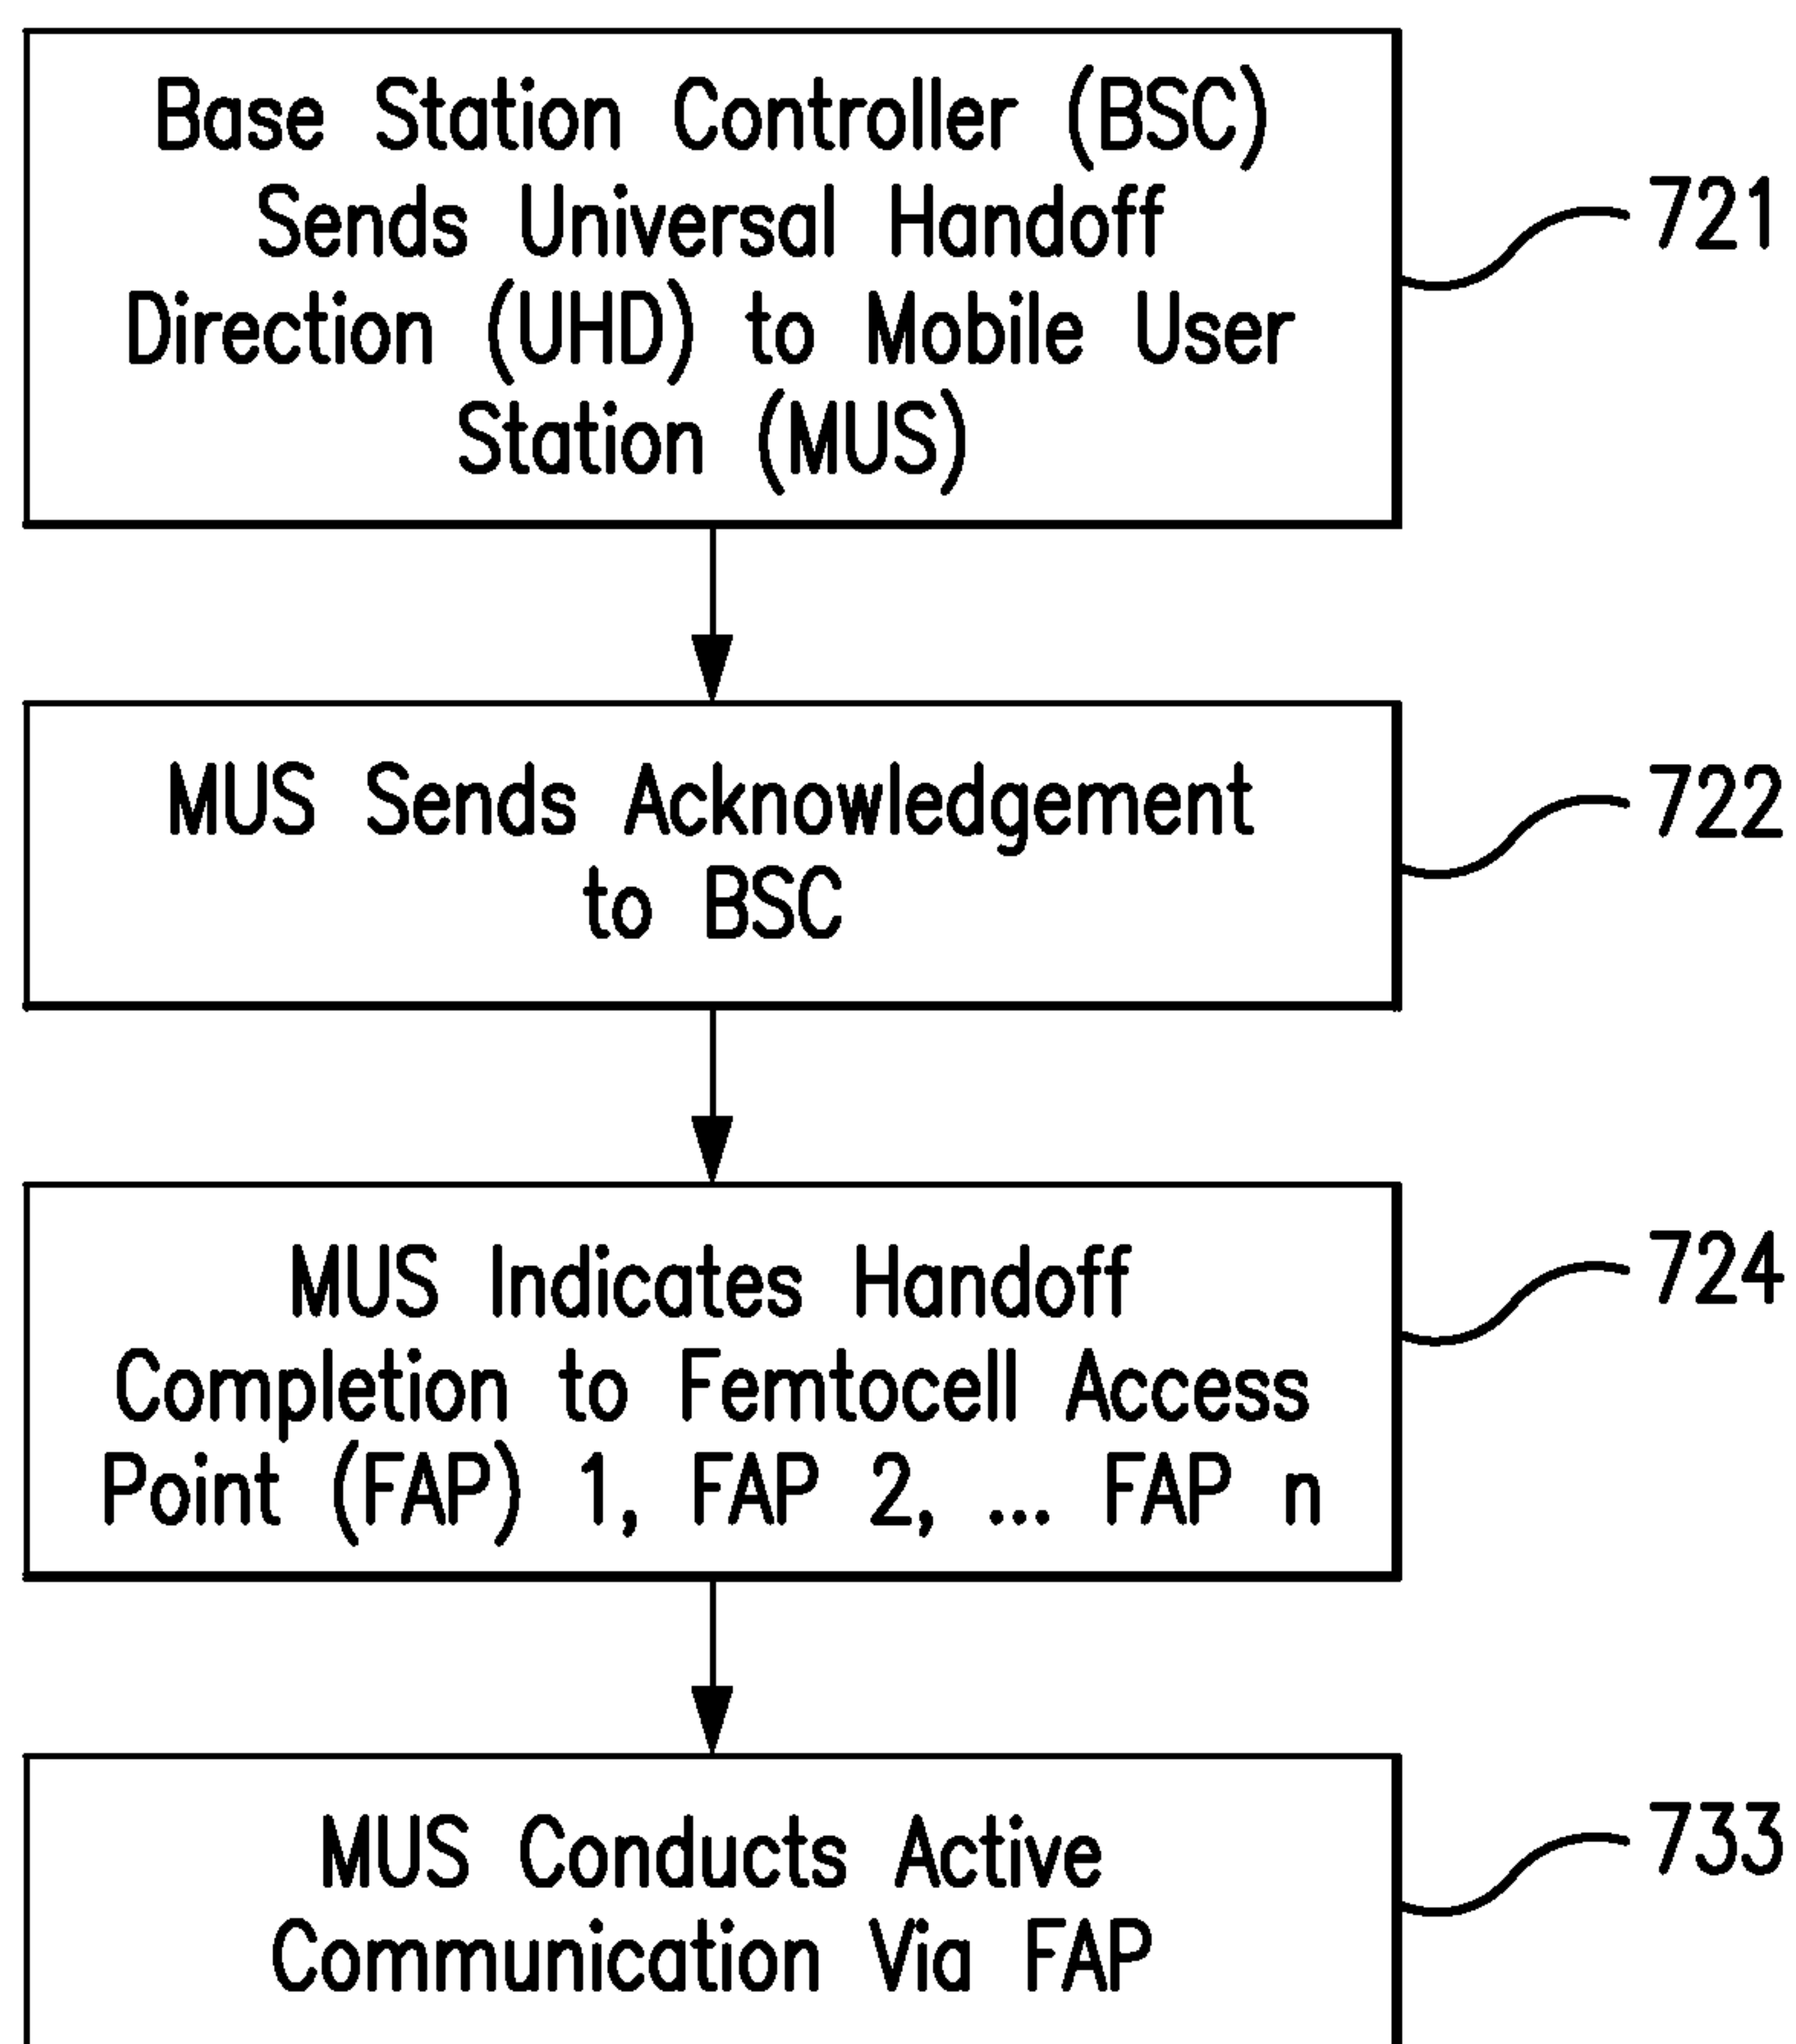 Base Station Controller (BSC)
Sends Universal Handoff
Direction (UHD) to Mobile User
Station (MUS)
721
MUS Sends Acknowledgement
to BSC
722
MUS Indicates Handoff
Completion to Femtocell Access
Point (FAP) 1, FAP 2, ... FAP n
724
MUS Conducts Active
Communication Via FAP
733